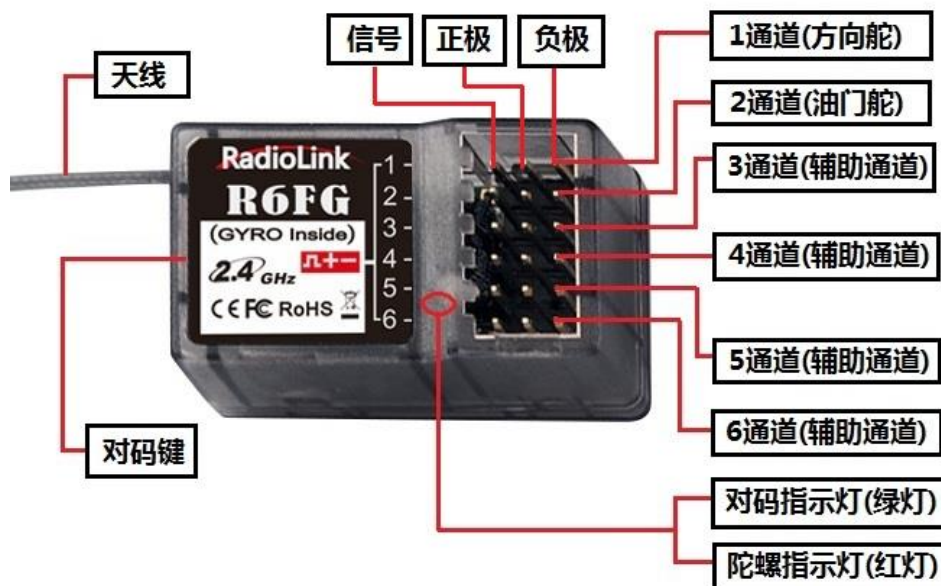 信号
正极
负极
1通道(方向舵)
天线
2通道(油门舵)
3通道(辅助通道)
4通道(辅助通道)
5通道(辅助通道)
6通道(辅助通道)
对码键
对码指示灯(绿灯)
陀螺指示灯(红灯)
RadioLink
R6FG
(GYRO Inside)
2.4 GHz
CE FC RoHS
+ −
1
2
3
4
5
6